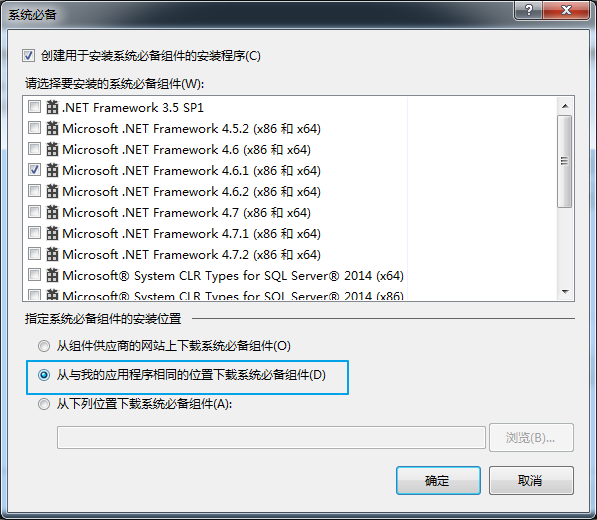 系统必备
创建用于安装系统必备组件的安装程序(C)
请选择要安装的系统必备组件(W):
.NET Framework 3.5 SP1
Microsoft .NET Framework 4.5.2 (x86 和 x64)
Microsoft .NET Framework 4.6 (x86 和 x64)
Microsoft .NET Framework 4.6.1 (x86 和 x64)
Microsoft .NET Framework 4.6.2 (x86 和 x64)
Microsoft .NET Framework 4.7 (x86 和 x64)
Microsoft .NET Framework 4.7.1 (x86 和 x64)
Microsoft .NET Framework 4.7.2 (x86 和 x64)
Microsoft® System CLR Types for SQL Server® 2014 (x64)
Microsoft® System CLR Types for SQL Server® 2014 (x86)
指定系统必备组件的安装位置
从组件供应商的网站上下载系统必备组件(O)
从与我的应用程序相同的位置下载系统必备组件(D)
从下列位置下载系统必备组件(A):
浏览(B)...
确定
取消